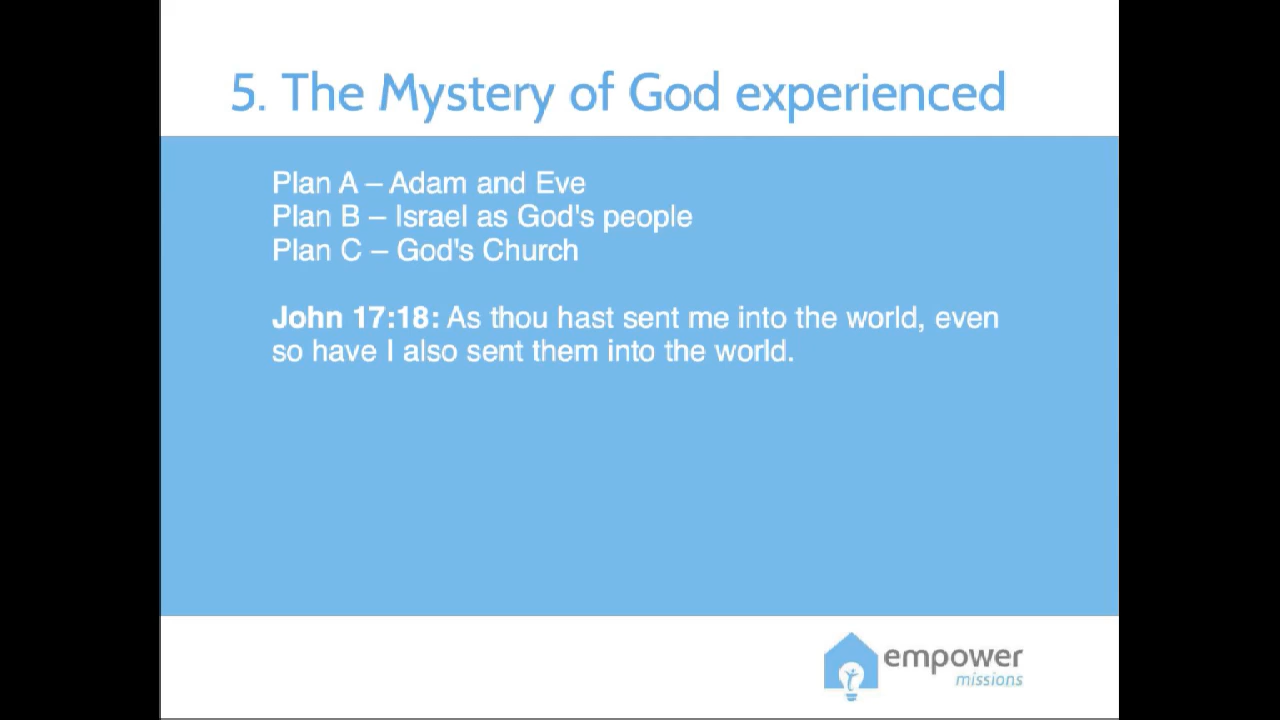 5. The Mystery of God experienced
Plan A – Adam and Eve
Plan B – Israel as God's people
Plan C – God's Church
John 17:18: As thou hast sent me into the world, even
so have I also sent them into the world.
empower
missions